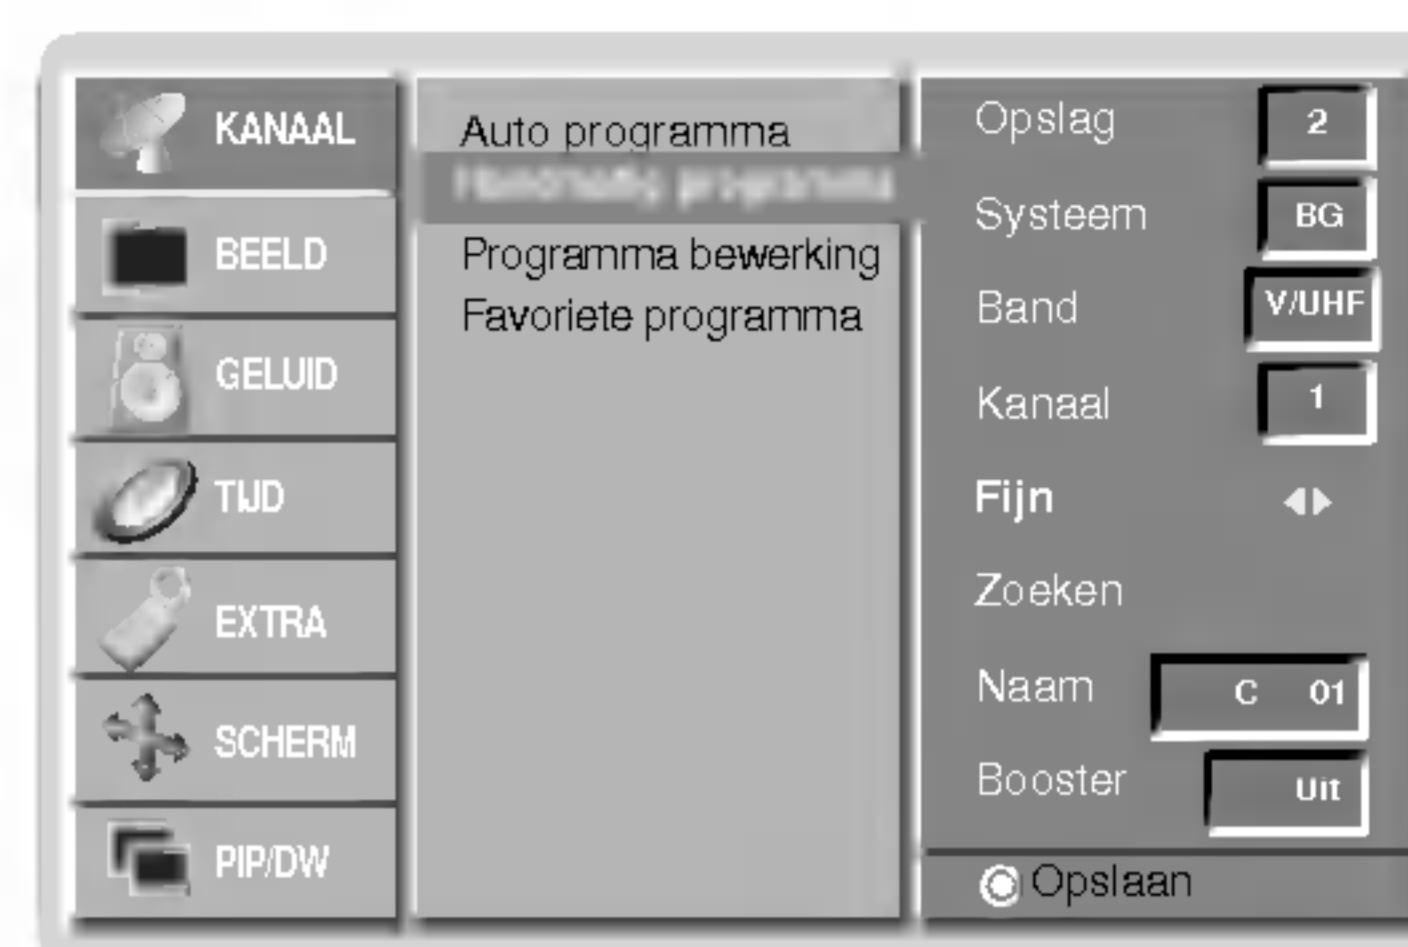 KANAAL
BEELD
GELUID
TIJD
EXTRA
SCHERM
PIP/DW
Auto programma
programma
Programma bewerking
Favoriete programma
Opslag 2
Systeem BG
Band V/UHF
Kanaal 1
Fijn
Zoeken
Naam C 01
Booster Uit
Opslaan